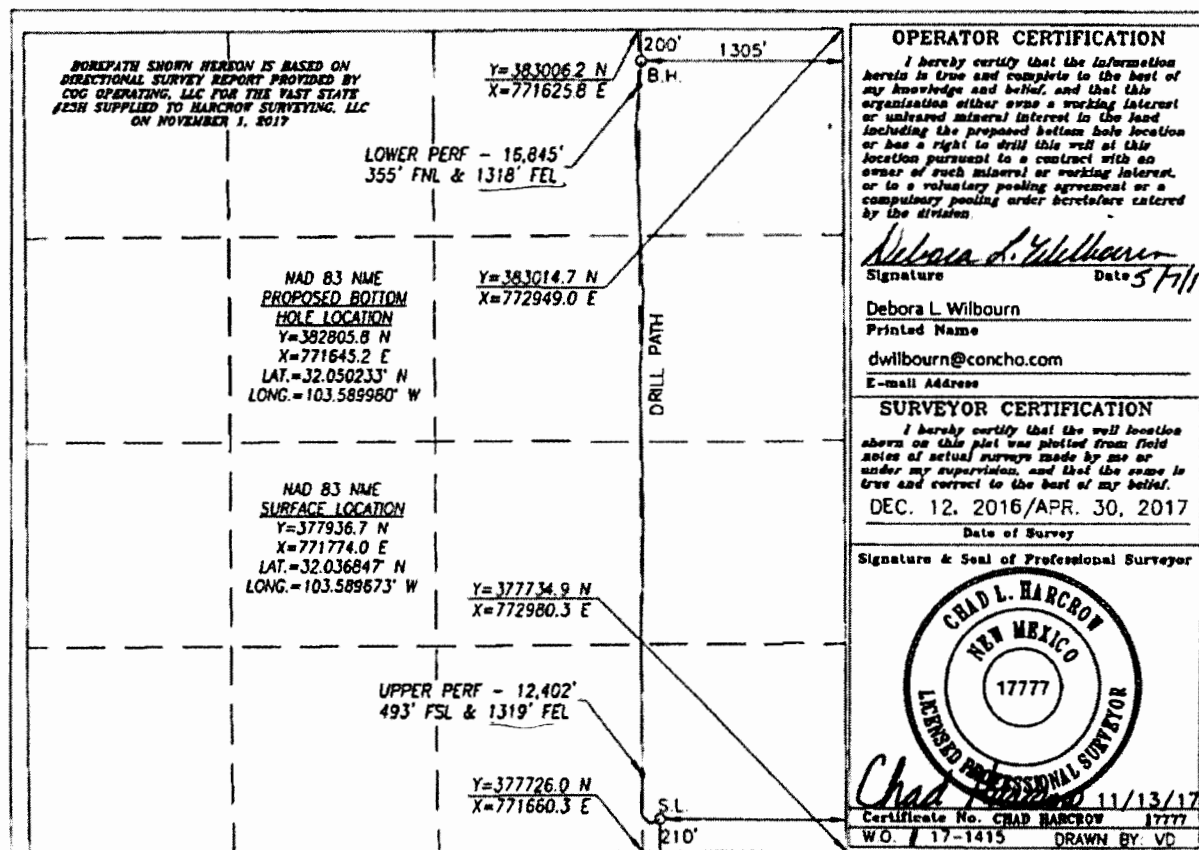 BOREPATH SHOWN HEREON IS BASED ON
DIRECTIONAL SURVEY REPORT PROVIDED BY
COG OPERATING, LLC FOR THE VAST STATE
#25H SUPPLIED TO HARCROW SURVEYING, LLC
ON NOVEMBER 1, 2017
200'
1305'
Y=383006.2 N
X=771625.8 E
B.H.
LOWER PERF - 16,845'
355' FNL & 1318' FEL
NAD 83 NME
PROPOSED BOTTOM
HOLE LOCATION
Y=382805.8 N
X=771645.2 E
LAT.=32.050233° N
LONG.=103.589980° W
Y=383014.7 N
X=772949.0 E
DRILL PATH
NAD 83 NME
SURFACE LOCATION
Y=377936.7 N
X=771774.0 E
LAT.=32.036847° N
LONG.=103.589673° W
Y=377734.9 N
X=772980.3 E
UPPER PERF - 12,402'
493' FSL & 1319' FEL
Y=377726.0 N
X=771660.3 E
S.L.
210'
OPERATOR CERTIFICATION
I hereby certify that the information
herein is true and complete to the best of
my knowledge and belief, and that this
organization either owns a working interest
or unleased mineral interest in the land
including the proposed bottom hole location
or has a right to drill this well at this
location pursuant to a contract with an
owner of such mineral or working interest,
or to a voluntary pooling agreement or a
compulsory pooling order heretofore entered
by the division.
Debora L. Wilbourn
5/7/1
Signature Date
Debora L. Wilbourn
Printed Name
dwilbourn@concho.com
E-mail Address
SURVEYOR CERTIFICATION
I hereby certify that the well location
shown on this plat was plotted from field
notes of actual surveys made by me or
under my supervision, and that the same is
true and correct to the best of my belief.
DEC. 12, 2016/APR. 30, 2017
Date of Survey
Signature & Seal of Professional Surveyor
CHAD L. HARCROW
NEW MEXICO
17777
LICENSED PROFESSIONAL SURVEYOR
Chad Harcrow 11/13/17
Certificate No. CHAD HARCROW 17777
W.O. # 17-1415 DRAWN BY: VD